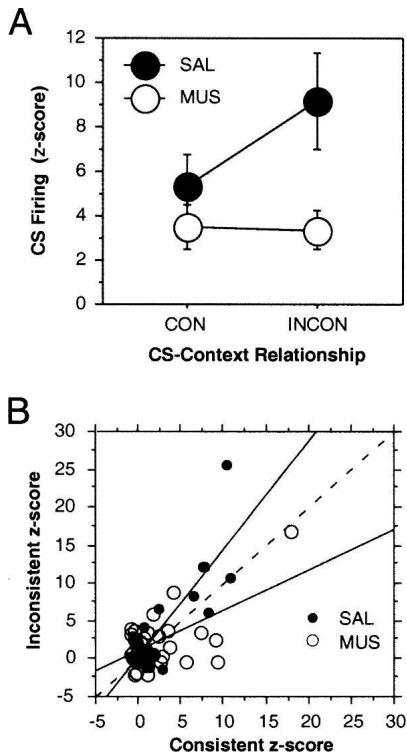 A
12
10
8
6
4
2
0
CS Firing (z-score)
SAL
MUS
CON INCON
CS-Context Relationship
B
30
25
20
15
10
5
0
-5
Inconsistent z-score
SAL
MUS
-5 0 5 10 15 20 25 30
Consistent z-score